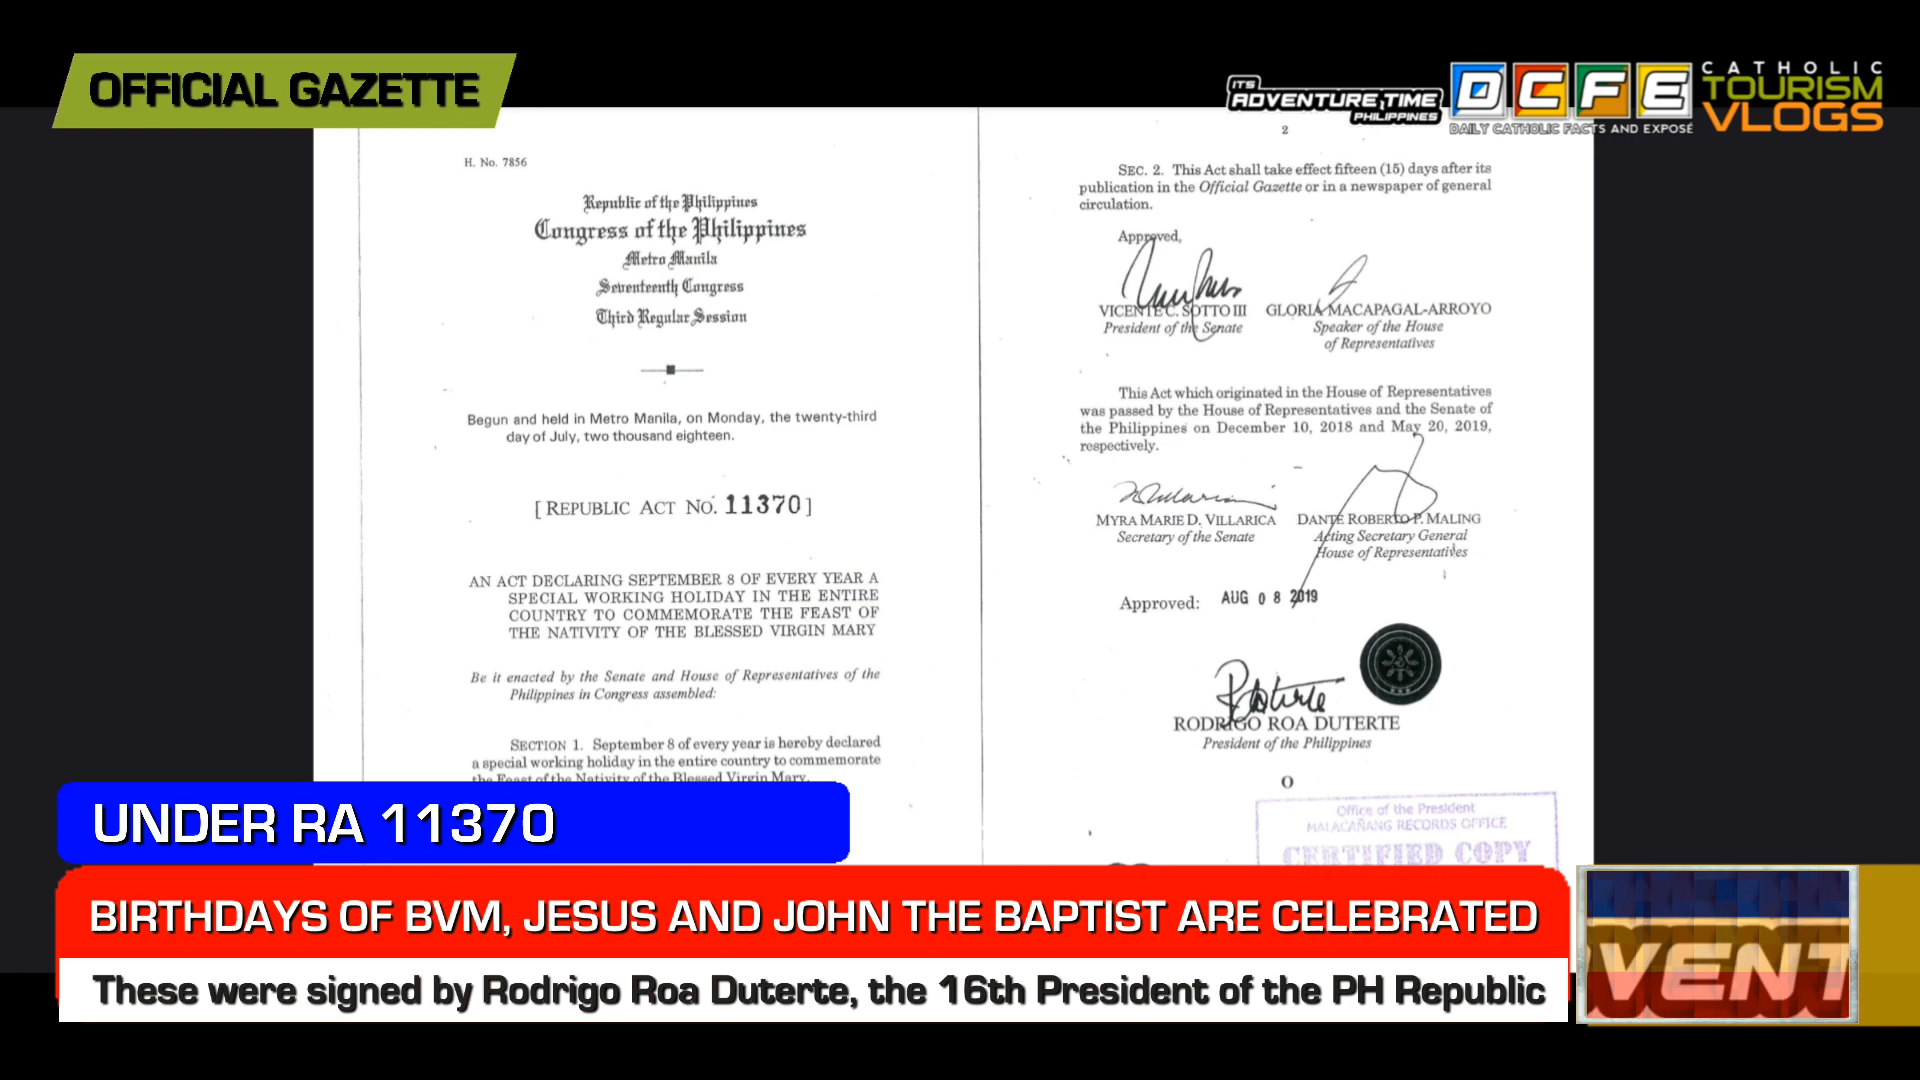 OFFICIAL GAZETTE
ITS
ADVENTURE TIME
PHILIPPINES
DCFE
DAILY CATHOLIC FACTS AND EXPOSÉ
CATHOLIC
TOURISM
VLOGS
H. No. 7856
Republic of the Philippines
Congress of the Philippines
Metro Manila
Seventeenth Congress
Third Regular Session
Begun and held in Metro Manila, on Monday, the twenty-third
day of July, two thousand eighteen.
[ REPUBLIC ACT NO. 11370 ]
AN ACT DECLARING SEPTEMBER 8 OF EVERY YEAR A
SPECIAL WORKING HOLIDAY IN THE ENTIRE
COUNTRY TO COMMEMORATE THE FEAST OF
THE NATIVITY OF THE BLESSED VIRGIN MARY
Be it enacted by the Senate and House of Representatives of the
Philippines in Congress assembled:
SECTION 1. September 8 of every year is hereby declared
a special working holiday in the entire country to commemorate
the Feast of the Nativity of the Blessed Virgin Mary.
2
SEC. 2. This Act shall take effect fifteen (15) days after its
publication in the Official Gazette or in a newspaper of general
circulation.
Approved,
VICENTE C. SOTTO III
President of the Senate
GLORIA MACAPAGAL-ARROYO
Speaker of the House
of Representatives
This Act which originated in the House of Representatives
was passed by the House of Representatives and the Senate of
the Philippines on December 10, 2018 and May 20, 2019,
respectively.
MYRA MARIE D. VILLARICA
Secretary of the Senate
DANTE ROBERTO P. MALING
Acting Secretary General
House of Representatives
Approved: AUG 08 2019
RODRIGO ROA DUTERTE
President of the Philippines
O
Office of the President
MALACAÑANG RECORDS OFFICE
CERTIFIED COPY
UNDER RA 11370
BIRTHDAYS OF BVM, JESUS AND JOHN THE BAPTIST ARE CELEBRATED
These were signed by Rodrigo Roa Duterte, the 16th President of the PH Republic
VENT